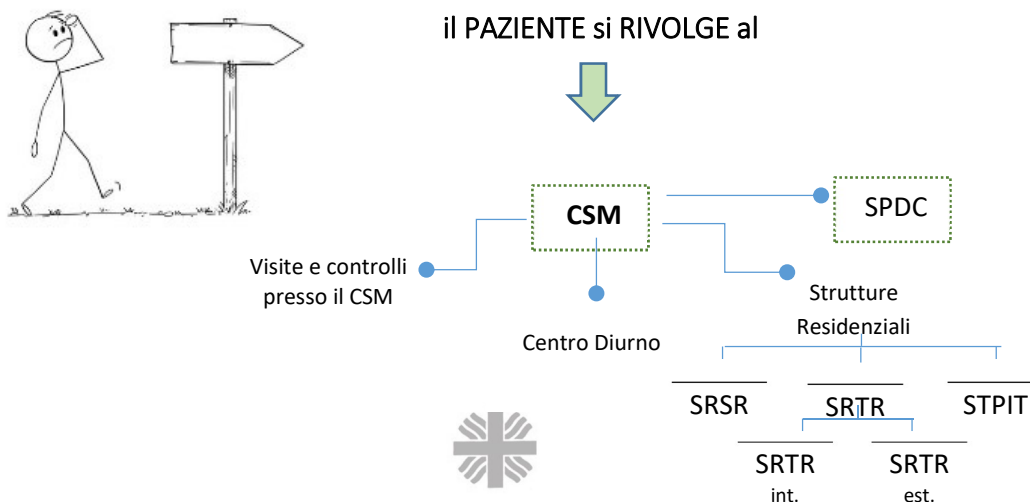 il PAZIENTE si RIVOLGE al
CSM
SPDC
Visite e controlli
presso il CSM
Centro Diurno
Strutture
Residenziali
SRSR
SRTR
STPIT
SRTR
int.
SRTR
est.